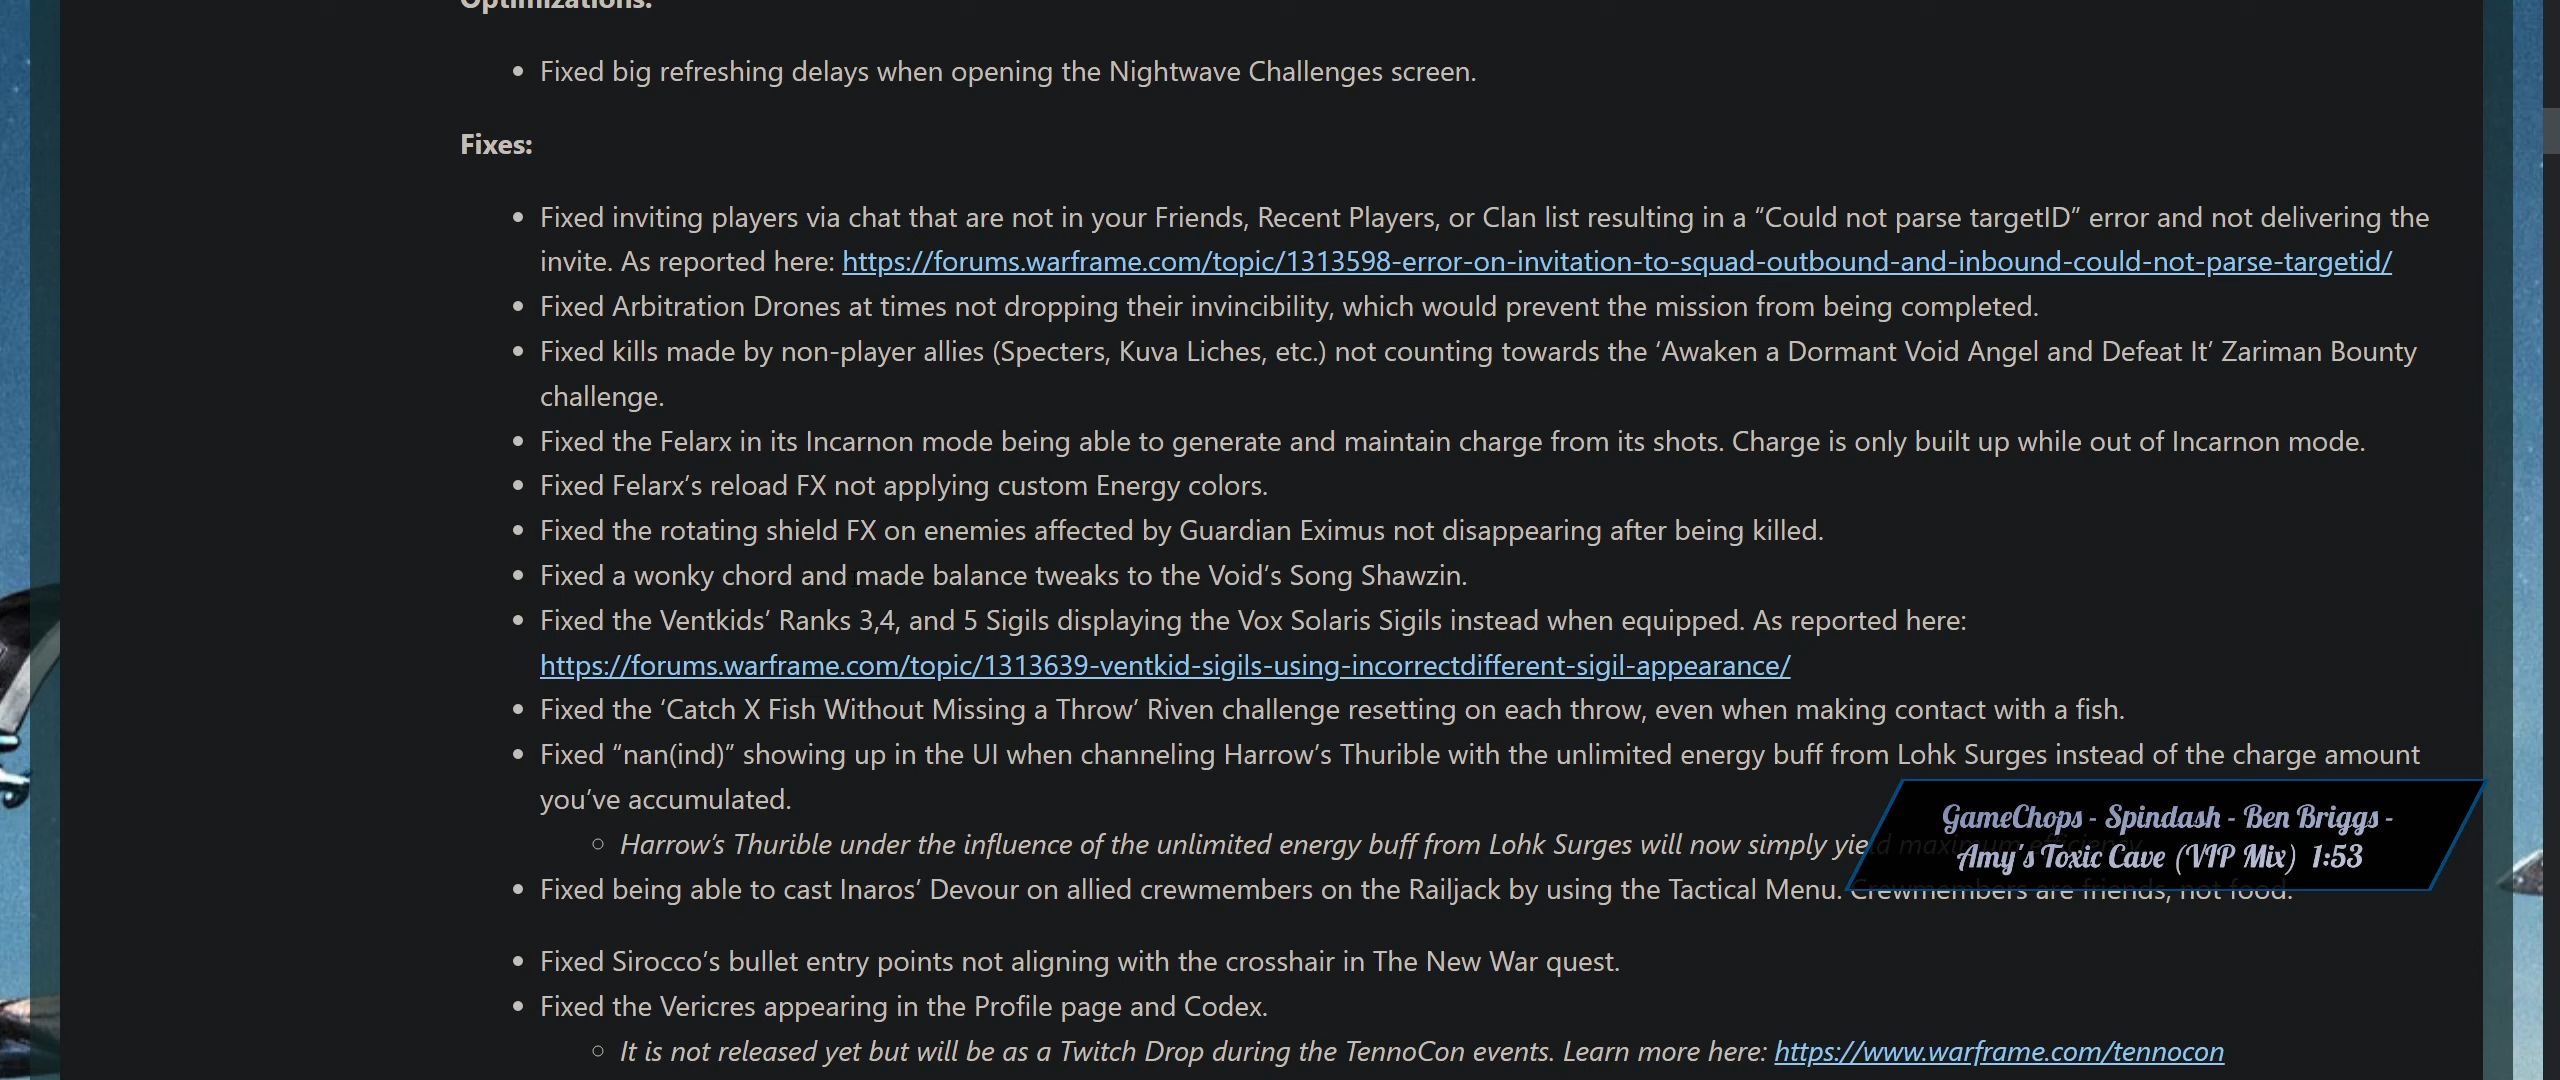 Optimizations:
Fixed big refreshing delays when opening the Nightwave Challenges screen.
Fixes:
Fixed inviting players via chat that are not in your Friends, Recent Players, or Clan list resulting in a “Could not parse targetID” error and not delivering the
invite. As reported here: https://forums.warframe.com/topic/1313598-error-on-invitation-to-squad-outbound-and-inbound-could-not-parse-targetid/
Fixed Arbitration Drones at times not dropping their invincibility, which would prevent the mission from being completed.
Fixed kills made by non-player allies (Specters, Kuva Liches, etc.) not counting towards the ‘Awaken a Dormant Void Angel and Defeat It’ Zariman Bounty
challenge.
Fixed the Felarx in its Incarnon mode being able to generate and maintain charge from its shots. Charge is only built up while out of Incarnon mode.
Fixed Felarx’s reload FX not applying custom Energy colors.
Fixed the rotating shield FX on enemies affected by Guardian Eximus not disappearing after being killed.
Fixed a wonky chord and made balance tweaks to the Void’s Song Shawzin.
Fixed the Ventkids’ Ranks 3,4, and 5 Sigils displaying the Vox Solaris Sigils instead when equipped. As reported here:
https://forums.warframe.com/topic/1313639-ventkid-sigils-using-incorrectdifferent-sigil-appearance/
Fixed the ‘Catch X Fish Without Missing a Throw’ Riven challenge resetting on each throw, even when making contact with a fish.
Fixed “nan(ind)” showing up in the UI when channeling Harrow’s Thurible with the unlimited energy buff from Lohk Surges instead of the charge amount
you’ve accumulated.
Harrow’s Thurible under the influence of the unlimited energy buff from Lohk Surges will now simply yield maximum efficiency.
GameChops - Spindash - Ben Briggs -
Amy's Toxic Cave (VIP Mix) 1:53
Fixed being able to cast Inaros’ Devour on allied crewmembers on the Railjack by using the Tactical Menu. Crewmembers are friends, not food.
Fixed Sirocco’s bullet entry points not aligning with the crosshair in The New War quest.
Fixed the Vericres appearing in the Profile page and Codex.
It is not released yet but will be as a Twitch Drop during the TennoCon events. Learn more here: https://www.warframe.com/tennocon